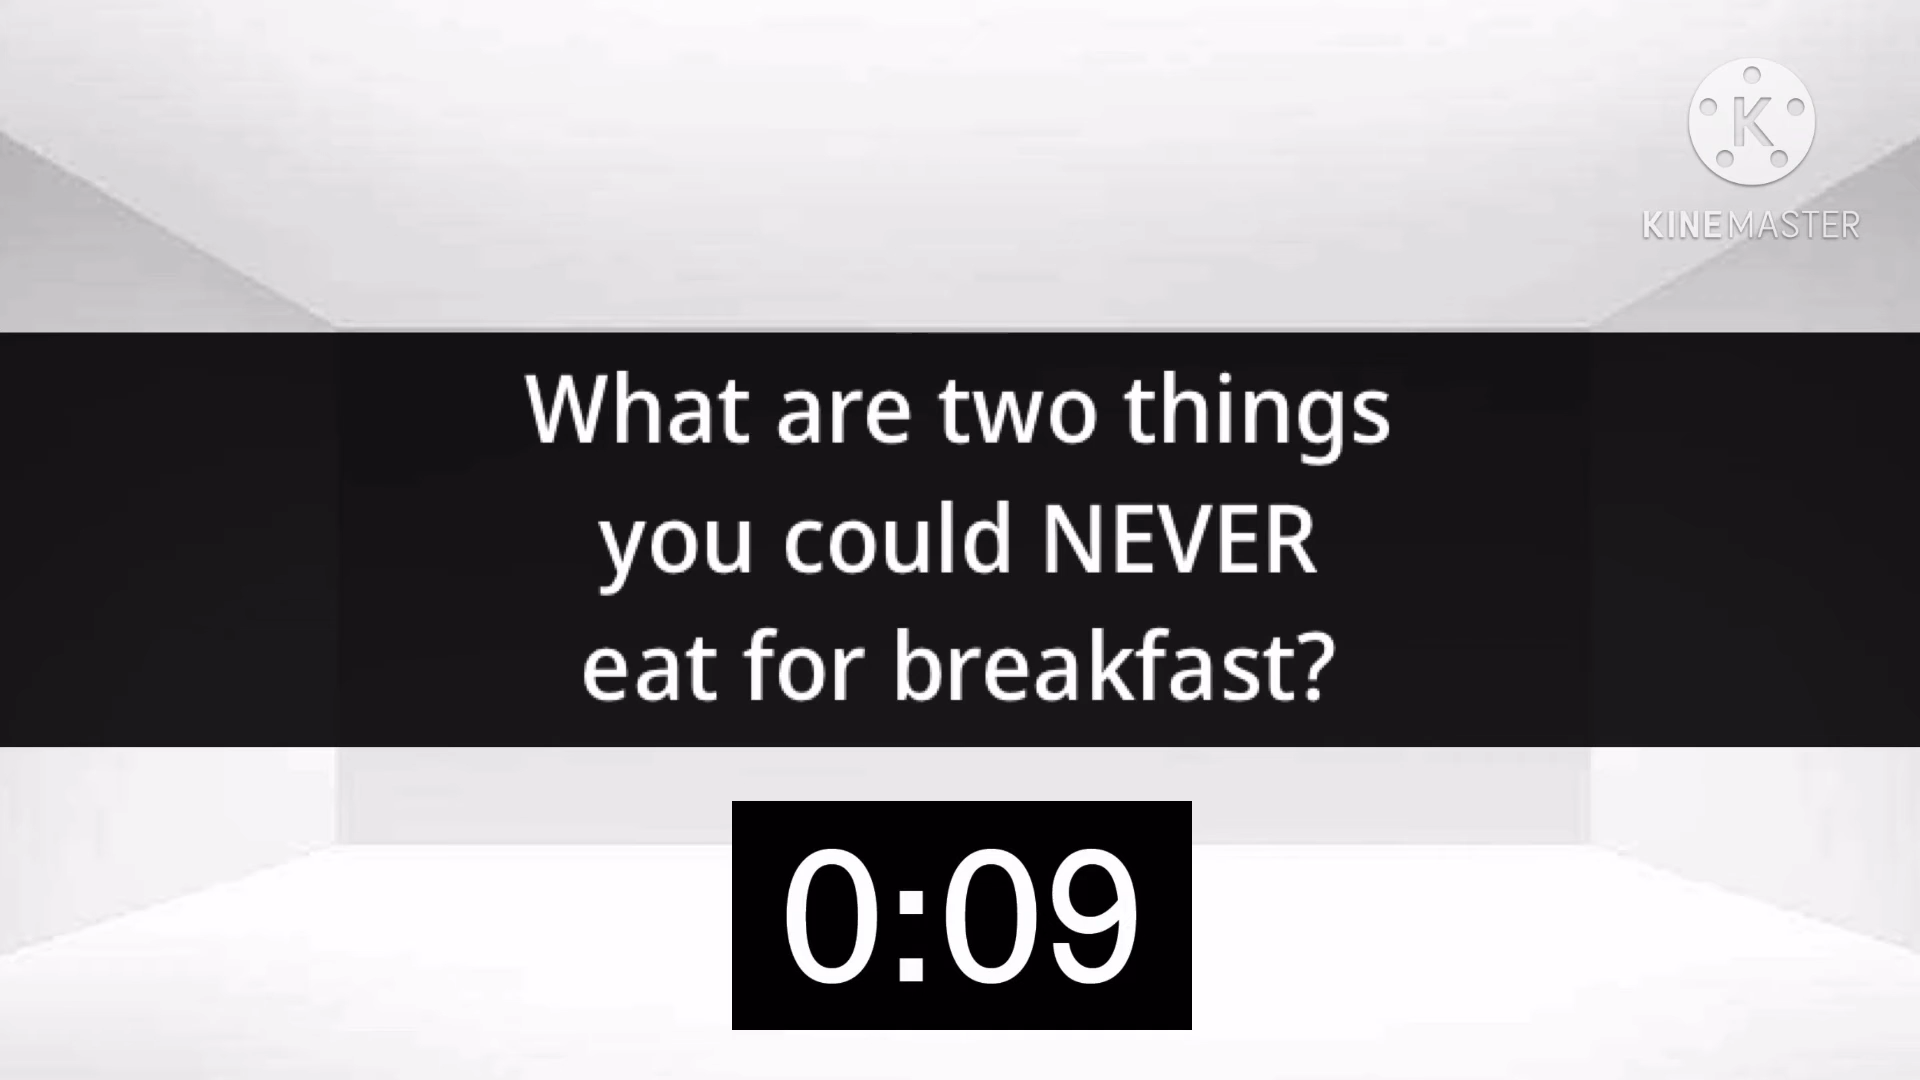 K
KINEMASTER
What are two things
you could NEVER
eat for breakfast?
0:09